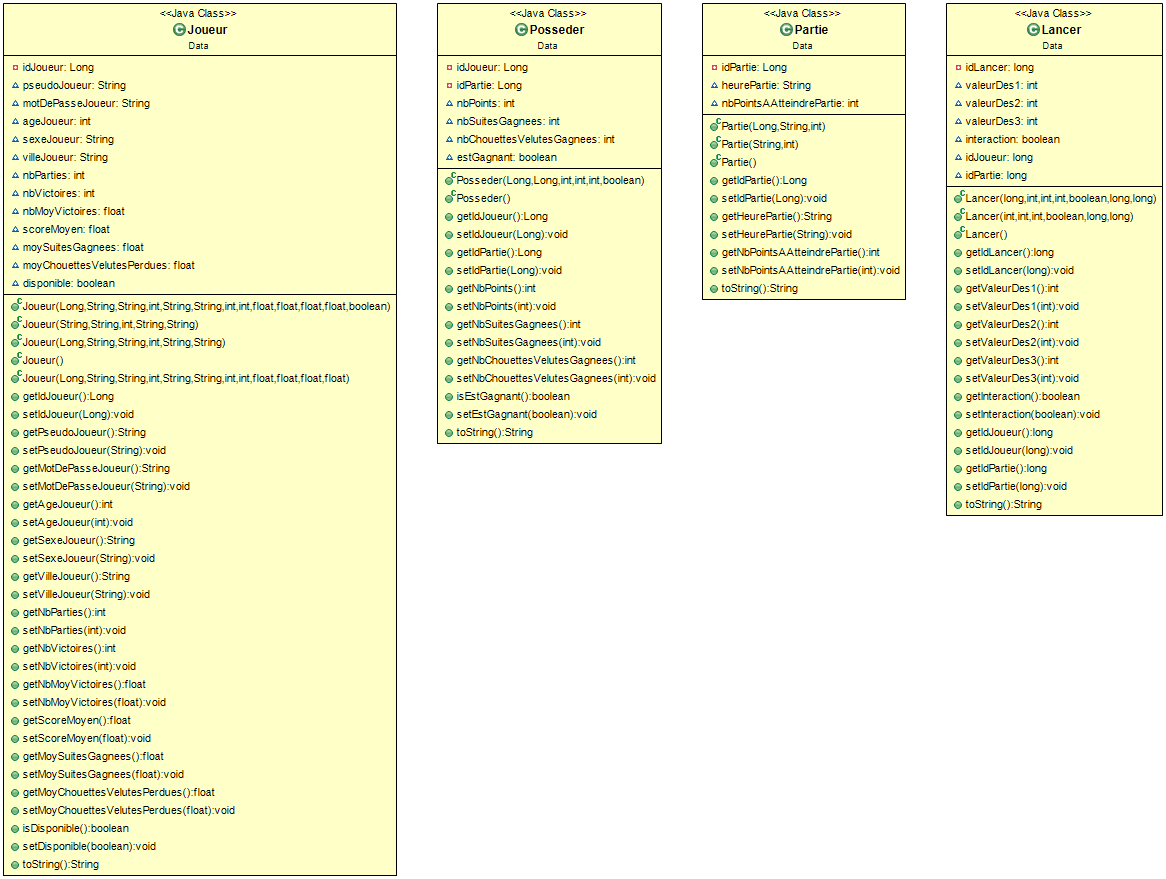 <<Java Class>>
Joueur
Data
idJoueur: Long
pseudoJoueur: String
motDePasseJoueur: String
ageJoueur: int
sexeJoueur: String
villeJoueur: String
nbParties: int
nbVictoires: int
nbMoyVictoires: float
scoreMoyen: float
moySuitesGagnees: float
moyChouettesVelutesPerdues: float
disponible: boolean
Joueur(Long,String,String,int,String,String,int,int,float,float,float,float,boolean)
Joueur(String,String,int,String,String)
Joueur(Long,String,String,int,String,String)
Joueur()
Joueur(Long,String,String,int,String,String,int,int,float,float,float,float)
getIdJoueur():Long
setIdJoueur(Long):void
getPseudoJoueur():String
setPseudoJoueur(String):void
getMotDePasseJoueur():String
setMotDePasseJoueur(String):void
getAgeJoueur():int
setAgeJoueur(int):void
getSexeJoueur():String
setSexeJoueur(String):void
getVilleJoueur():String
setVilleJoueur(String):void
getNbParties():int
setNbParties(int):void
getNbVictoires():int
setNbVictoires(int):void
getNbMoyVictoires():float
setNbMoyVictoires(float):void
getScoreMoyen():float
setScoreMoyen(float):void
getMoySuitesGagnees():float
setMoySuitesGagnees(float):void
getMoyChouettesVelutesPerdues():float
setMoyChouettesVelutesPerdues(float):void
isDisponible():boolean
setDisponible(boolean):void
toString():String
<<Java Class>>
Posseder
Data
idJoueur: Long
idPartie: Long
nbPoints: int
nbSuitesGagnees: int
nbChouettesVelutesGagnees: int
estGagnant: boolean
Posseder(Long,Long,int,int,int,boolean)
Posseder()
getIdJoueur():Long
setIdJoueur(Long):void
getIdPartie():Long
setIdPartie(Long):void
getNbPoints():int
setNbPoints(int):void
getNbSuitesGagnees():int
setNbSuitesGagnees(int):void
getNbChouettesVelutesGagnees():int
setNbChouettesVelutesGagnees(int):void
isEstGagnant():boolean
setEstGagnant(boolean):void
toString():String
<<Java Class>>
Partie
Data
idPartie: Long
heurePartie: String
nbPointsAAtteindrePartie: int
Partie(Long,String,int)
Partie(String,int)
Partie()
getIdPartie():Long
setIdPartie(Long):void
getHeurePartie():String
setHeurePartie(String):void
getNbPointsAAtteindrePartie():int
setNbPointsAAtteindrePartie(int):void
toString():String
<<Java Class>>
Lancer
Data
idLancer: long
valeurDes1: int
valeurDes2: int
valeurDes3: int
interaction: boolean
idJoueur: long
idPartie: long
Lancer(long,int,int,int,boolean,long,long)
Lancer(int,int,int,boolean,long,long)
Lancer()
getIdLancer():long
setIdLancer(long):void
getValeurDes1():int
setValeurDes1(int):void
getValeurDes2():int
setValeurDes2(int):void
getValeurDes3():int
setValeurDes3(int):void
getInteraction():boolean
setInteraction(boolean):void
getIdJoueur():long
setIdJoueur(long):void
getIdPartie():long
setIdPartie(long):void
toString():String